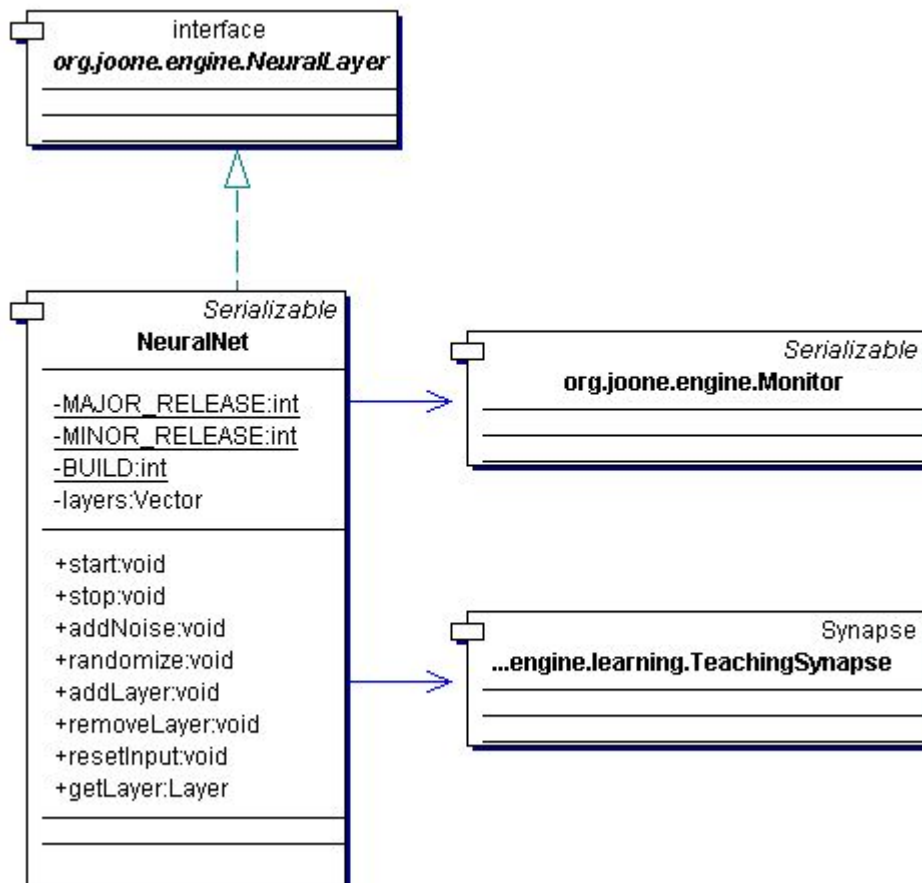 interface
org.joone.engine.NeuralLayer
Serializable
NeuralNet
-MAJOR_RELEASE:int
-MINOR_RELEASE:int
-BUILD:int
-layers:Vector
+start:void
+stop:void
+addNoise:void
+randomize:void
+addLayer:void
+removeLayer:void
+resetInput:void
+getLayer:Layer
Serializable
org.joone.engine.Monitor
Synapse
...engine.learning.TeachingSynapse